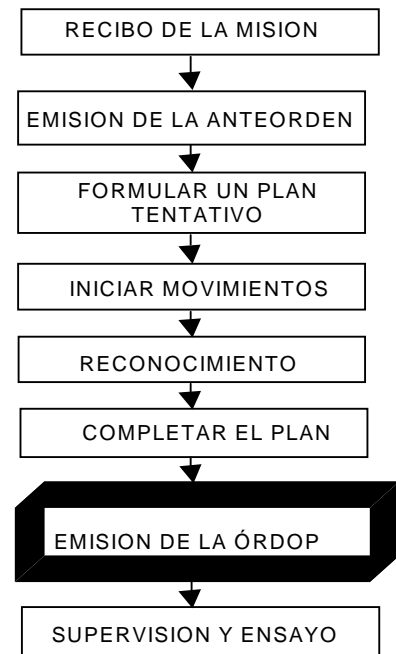 RECIBO DE LA MISION
EMISION DE LA ANTEORDEN
FORMULAR UN PLAN
TENTATIVO
INICIAR MOVIMIENTOS
RECONOCIMIENTO
COMPLETAR EL PLAN
EMISION DE LA ÓRDOP
SUPERVISION Y ENSAYO